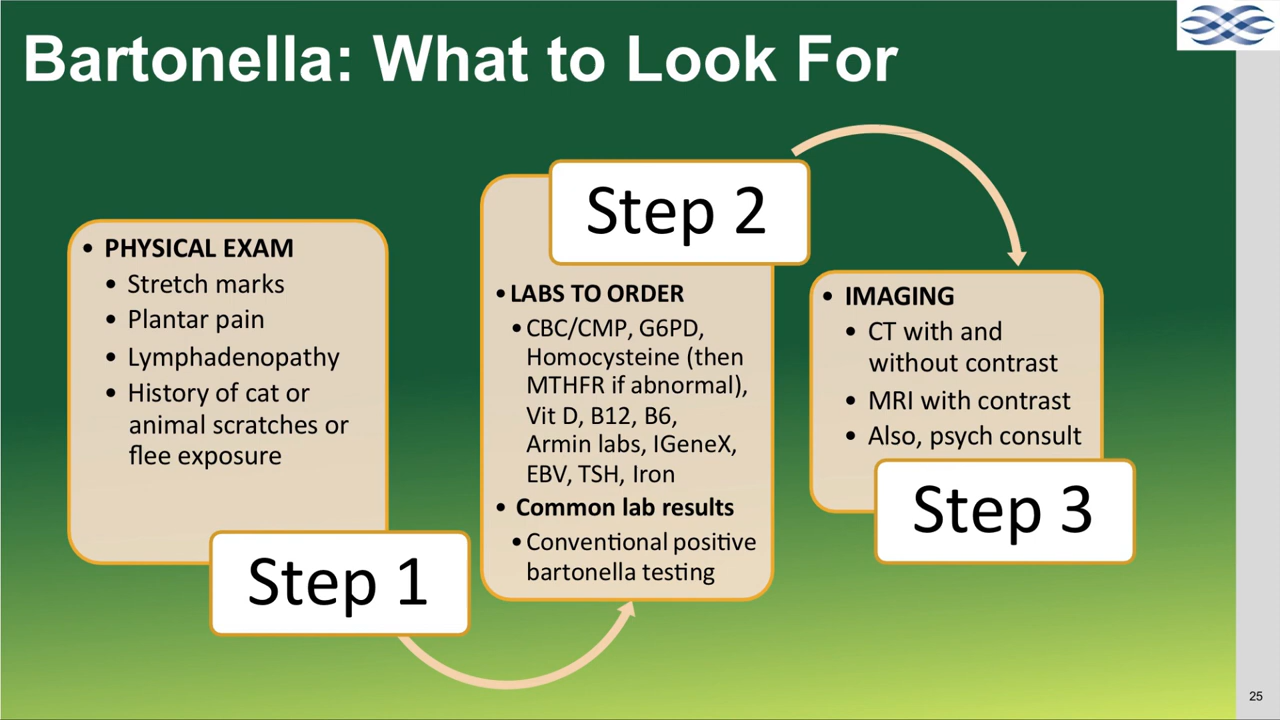 Bartonella: What to Look For
• PHYSICAL EXAM
• Stretch marks
• Plantar pain
• Lymphadenopathy
• History of cat or
animal scratches or
flee exposure
Step 1
Step 2
• LABS TO ORDER
• CBC/CMP, G6PD,
Homocysteine (then
MTHFR if abnormal),
Vit D, B12, B6,
Armin labs, IGeneX,
EBV, TSH, Iron
• Common lab results
• Conventional positive
bartonella testing
• IMAGING
• CT with and
without contrast
• MRI with contrast
• Also, psych consult
Step 3
25